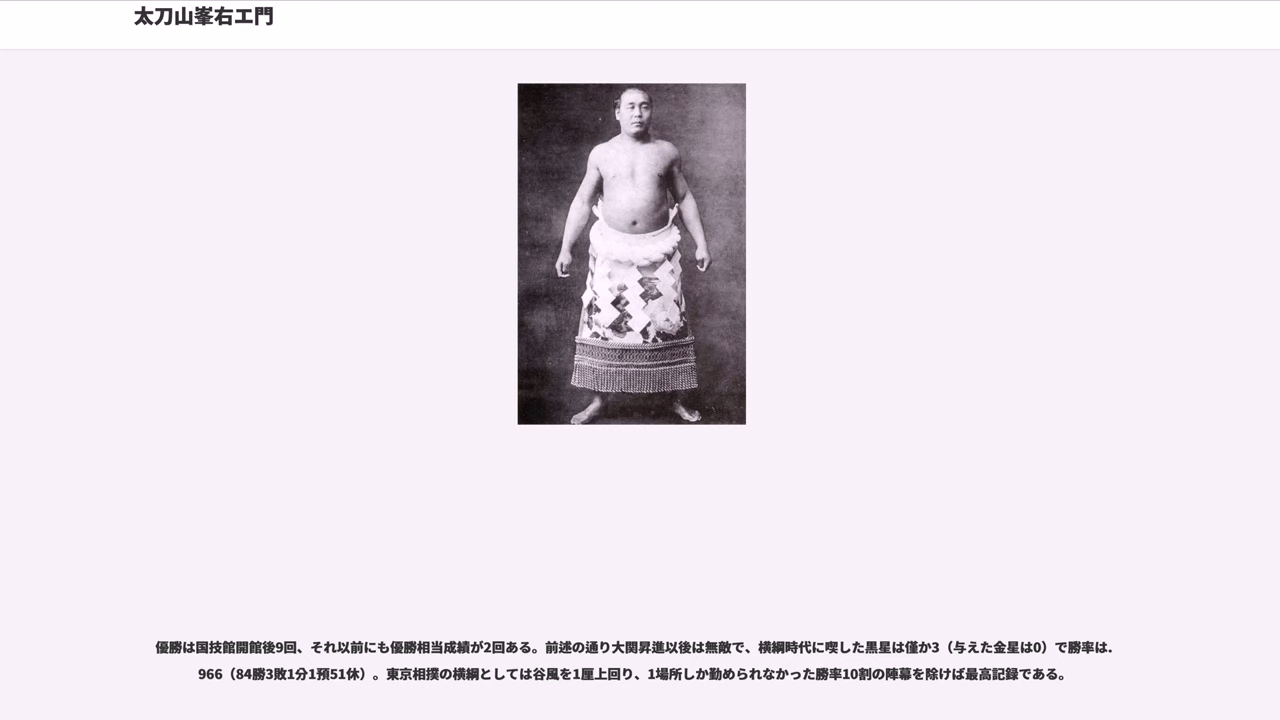 太刀山峯右エ門
優勝は国技館開館後9回、それ以前にも優勝相当成績が2回ある。前述の通り大関昇進以後は無敵で、横綱時代に喫した黒星は僅か3（与えた金星は0）で勝率は.
966（84勝3敗1分1預51休）。東京相撲の横綱としては谷風を1厘上回り、1場所しか勤められなかった勝率10割の陣幕を除けば最高記録である。